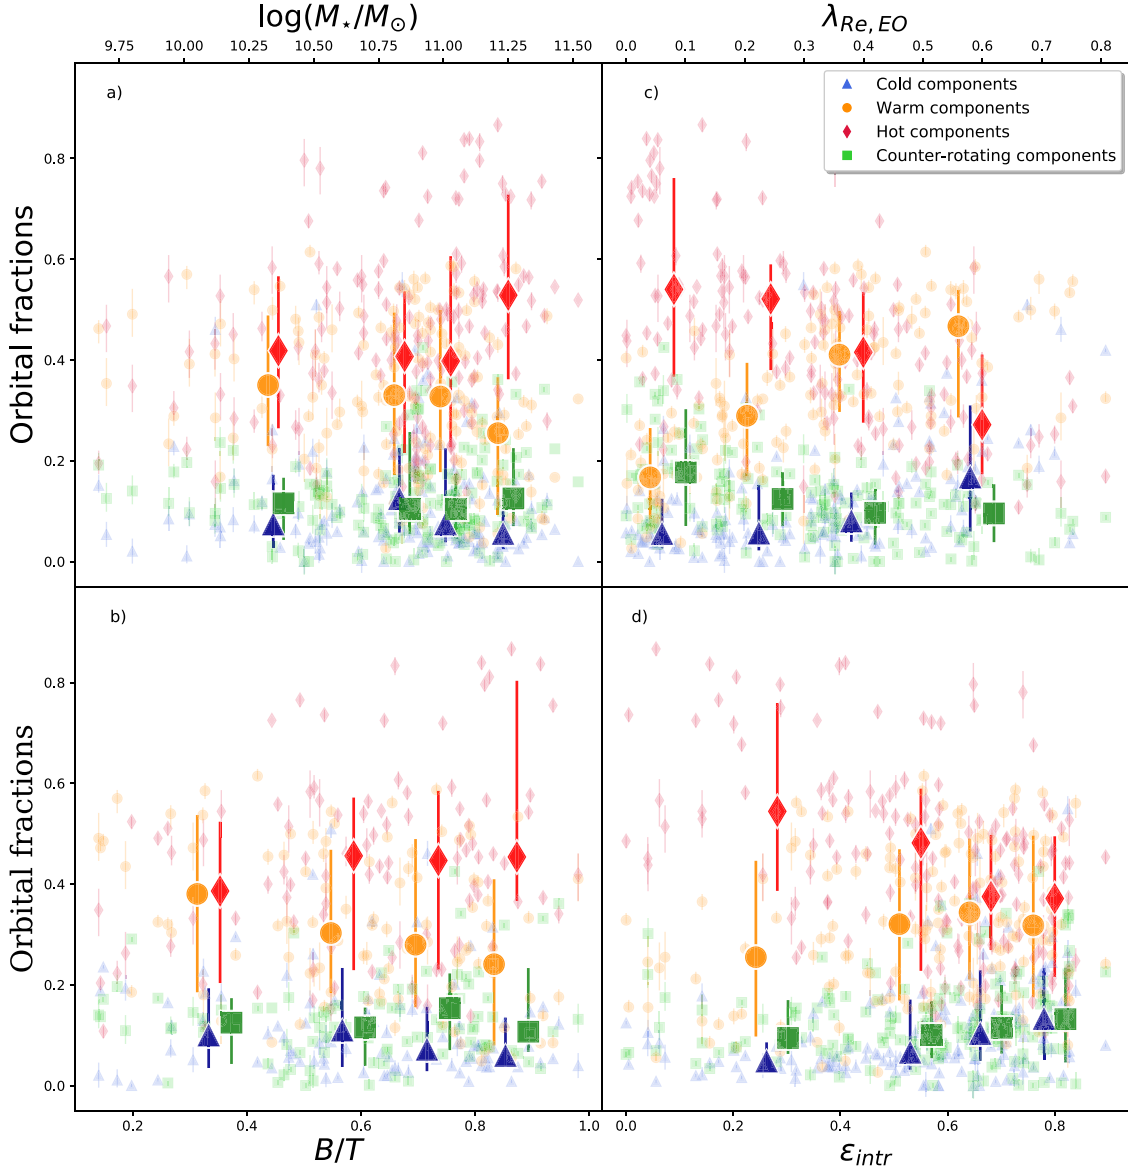 log(M⋆/M⊙) λRe,EO
9.75 10.00 10.25 10.50 10.75 11.00 11.25 11.50 0.0 0.1 0.2 0.3 0.4 0.5 0.6 0.7 0.8
a) c)
Cold components
Warm components
Hot components
Counter-rotating components
Orbital fractions
0.8
0.6
0.4
0.2
0.0
b) d)
Orbital fractions
0.8
0.6
0.4
0.2
0.0
0.2 0.4 0.6 0.8 1.0 0.0 0.2 0.4 0.6 0.8
B/T εintr